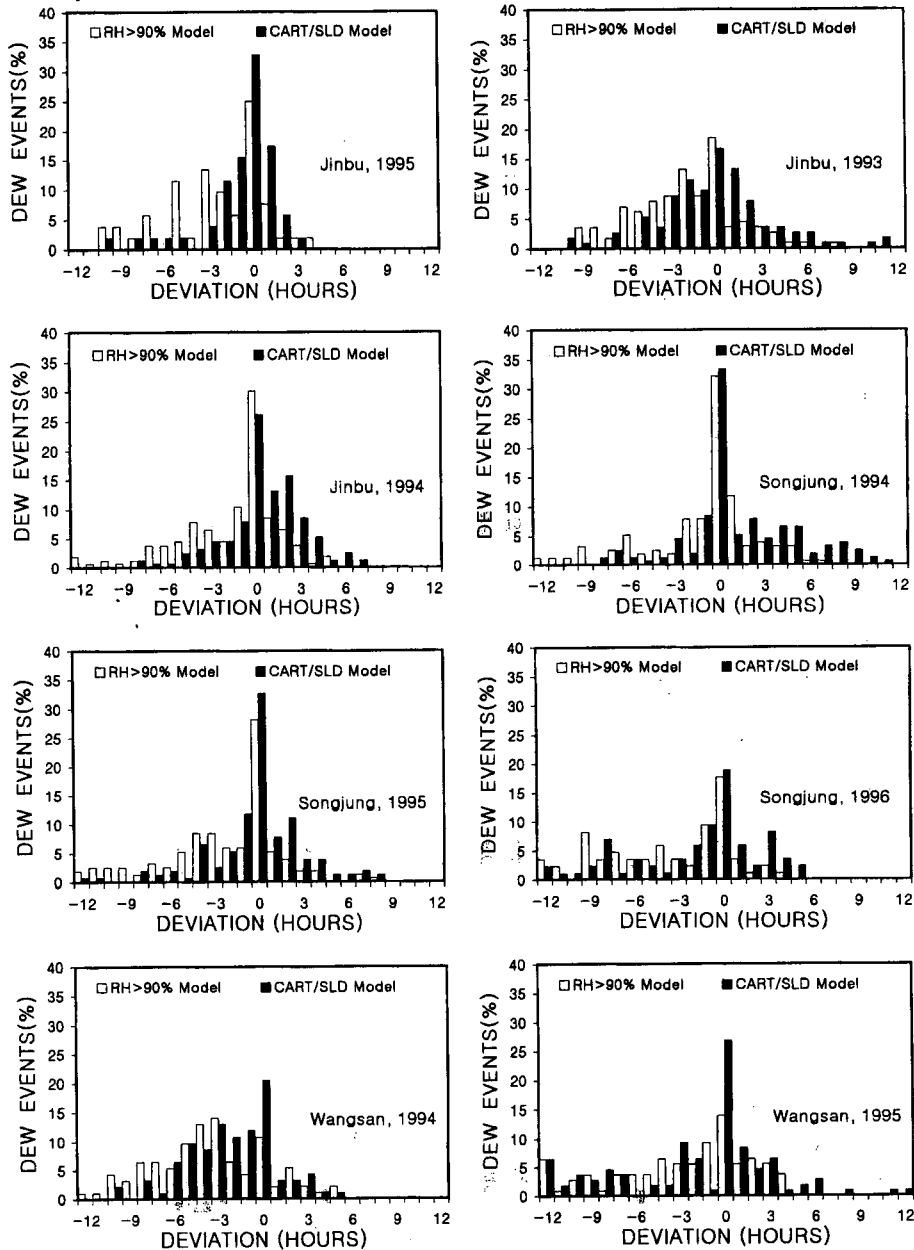 40
35
30
25
20
15
10
5
0
DEW EVENTS(%)
RH>90% Model
CART/SLD Model
Jinbu, 1995
-12 -9 -6 -3 0 3 6 9 12
DEVIATION (HOURS)
40
35
30
25
20
15
10
5
0
DEW EVENTS(%)
RH>90% Model
CART/SLD Model
Jinbu, 1993
-12 -9 -6 -3 0 3 6 9 12
DEVIATION (HOURS)
40
35
30
25
20
15
10
5
0
DEW EVENTS(%)
RH>90% Model
CART/SLD Model
Jinbu, 1994
-12 -9 -6 -3 0 3 6 9 12
DEVIATION (HOURS)
40
35
30
25
20
15
10
5
0
DEW EVENTS(%)
RH>90% Model
CART/SLD Model
Songjung, 1994
-12 -9 -6 -3 0 3 6 9 12
DEVIATION (HOURS)
40
35
30
25
20
15
10
5
0
DEW EVENTS(%)
RH>90% Model
CART/SLD Model
Songjung, 1995
-12 -9 -6 -3 0 3 6 9 12
DEVIATION (HOURS)
40
35
30
25
20
15
10
5
0
DEW EVENTS(%)
RH>90% Model
CART/SLD Model
Songjung, 1996
-12 -9 -6 -3 0 3 6 9 12
DEVIATION (HOURS)
40
35
30
25
20
15
10
5
0
DEW EVENTS(%)
RH>90% Model
CART/SLD Model
Wangsan, 1994
-12 -9 -6 -3 0 3 6 9 12
DEVIATION (HOURS)
40
35
30
25
20
15
10
5
0
DEW EVENTS(%)
RH>90% Model
CART/SLD Model
Wangsan, 1995
-12 -9 -6 -3 0 3 6 9 12
DEVIATION (HOURS)